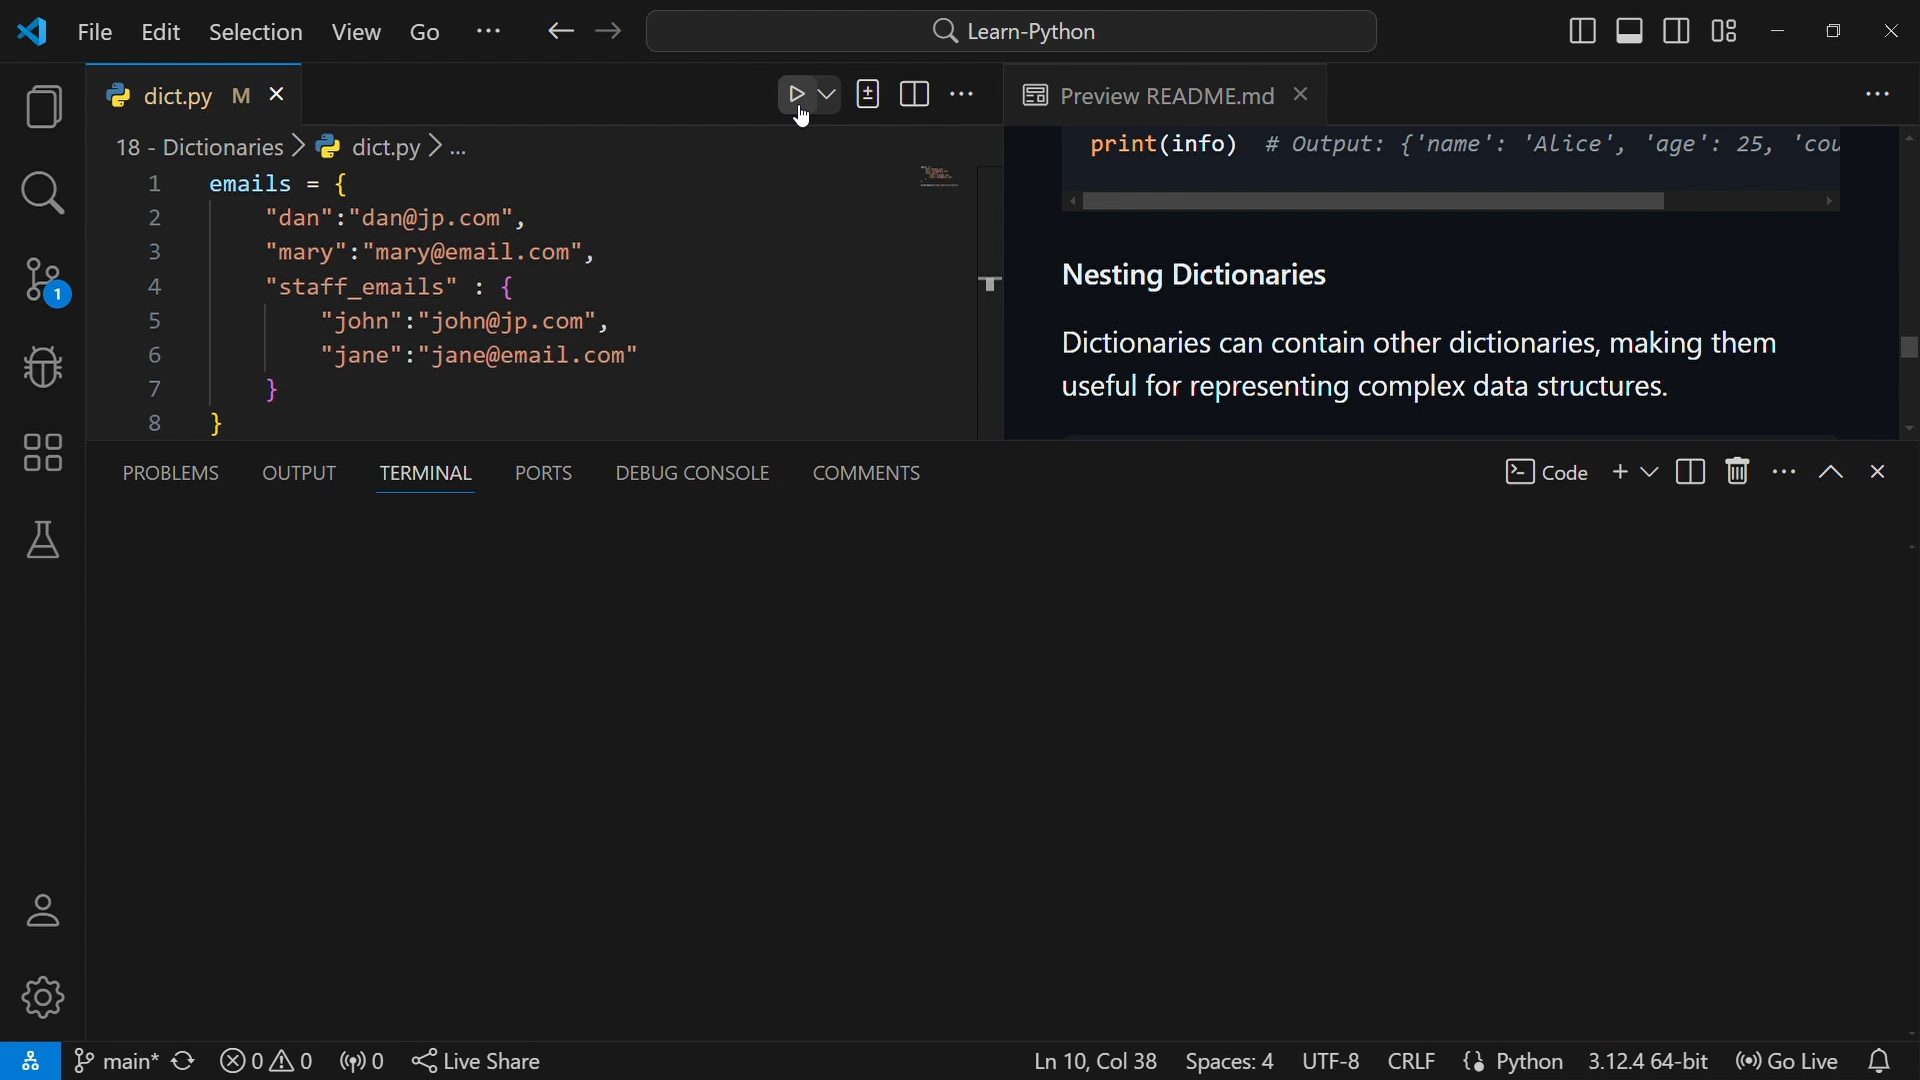 File Edit Selection View Go ··· Learn-Python
dict.py M
18 - Dictionaries > dict.py > ...
1 emails = {
2 "dan":"dan@jp.com",
3 "mary":"mary@email.com",
4 "staff_emails" : {
5 "john":"john@jp.com",
6 "jane":"jane@email.com"
7 }
8 }
Preview README.md
print(info) # Output: {'name': 'Alice', 'age': 25, 'cou
Nesting Dictionaries
Dictionaries can contain other dictionaries, making them
useful for representing complex data structures.
1
PROBLEMS OUTPUT TERMINAL PORTS DEBUG CONSOLE COMMENTS Code
main* 0 0 0 Live Share Ln 10, Col 38 Spaces: 4 UTF-8 CRLF {} Python 3.12.4 64-bit Go Live